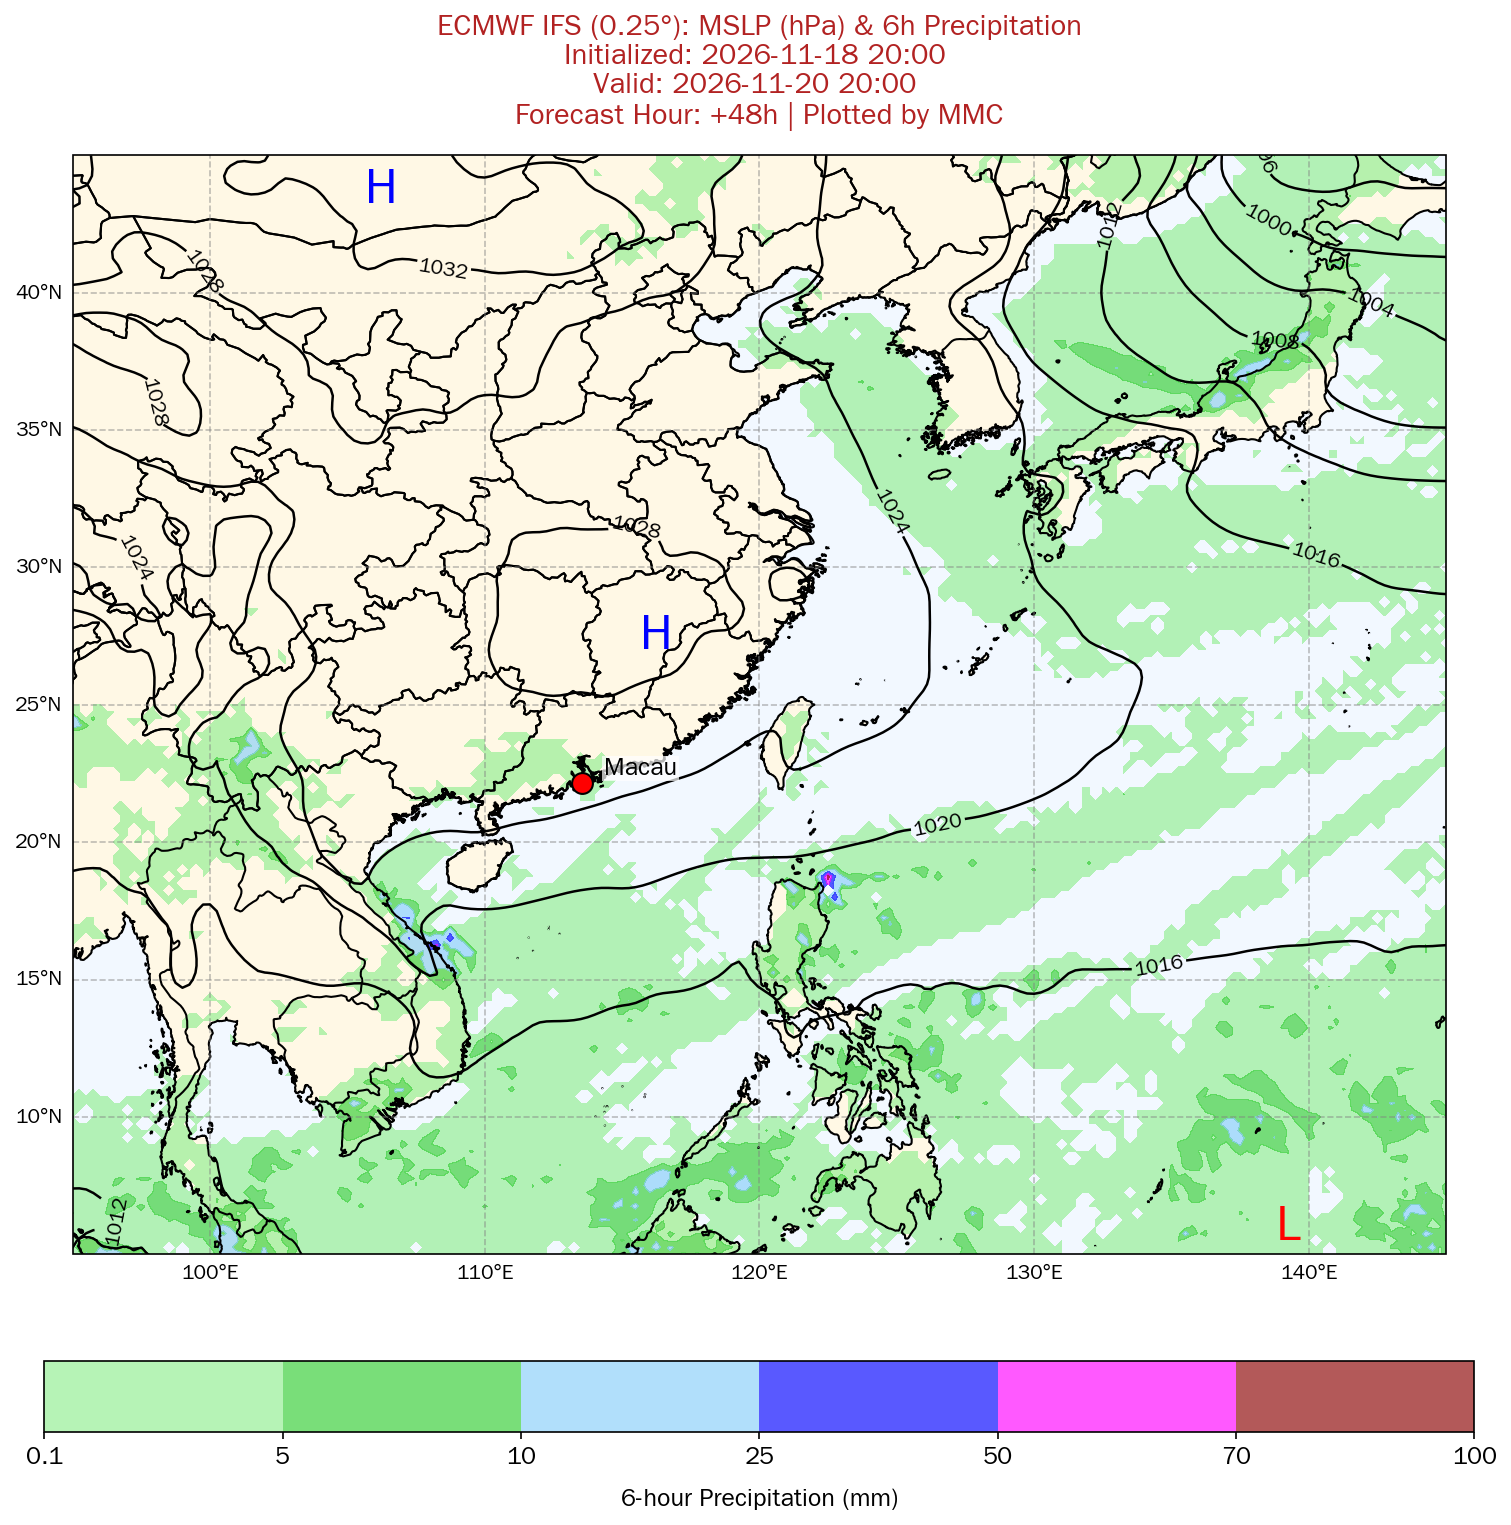 ECMWF IFS (0.25°): MSLP (hPa) & 6h Precipitation
Initialized: 2026-11-18 20:00
Valid: 2026-11-20 20:00
Forecast Hour: +48h | Plotted by MMC
96
H
1012
1000
1028
1032
40°N
1004
1008
1028
35°N
1024
1028
1024
1016
30°N
H
25°N
Macau
1020
20°N
1016
15°N
10°N
1012
L
100°E 110°E 120°E 130°E 140°E
0.1 5 10 25 50 70 100
6-hour Precipitation (mm)